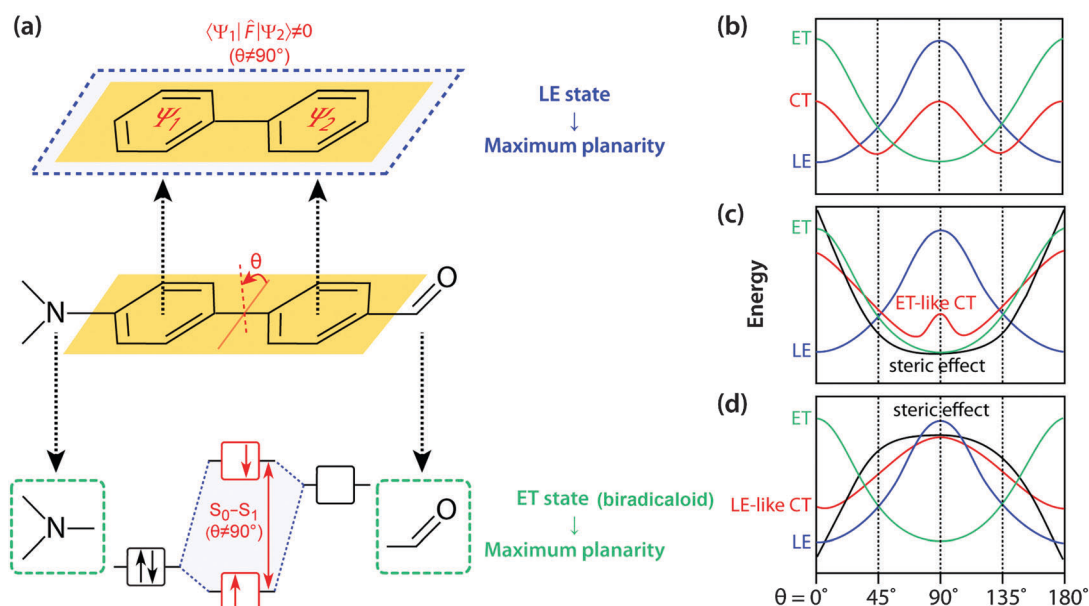 (a)
⟨Ψ₁|F̂|Ψ₂⟩≠0
(θ≠90°)
Ψ₁
Ψ₂
LE state
↓
Maximum planarity
θ
N
O
N
S₀–S₁
(θ≠90°)
O
ET state (biradicaloid)
↓
Maximum planarity
(b)
ET
CT
LE
(c)
ET
LE
Energy
ET-like CT
steric effect
(d)
ET
LE-like CT
LE
steric effect
θ = 0° 45° 90° 135° 180°